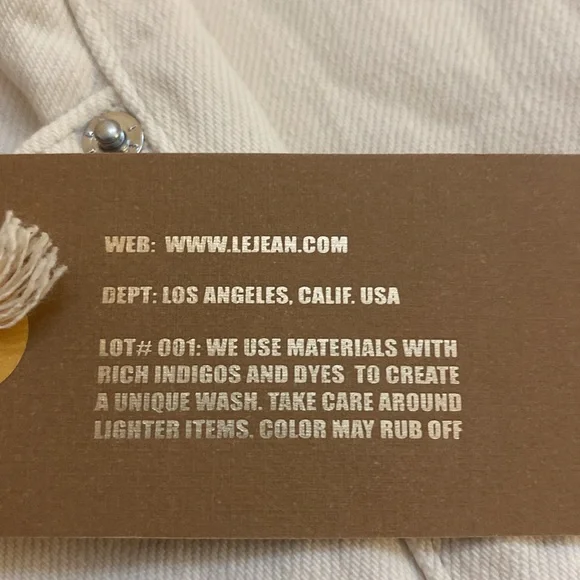 WEB: WWW.LEJEAN.COM
DEPT: LOS ANGELES, CALIF. USA
LOT# 001: WE USE MATERIALS WITH
RICH INDIGOS AND DYES TO CREATE
A UNIQUE WASH. TAKE CARE AROUND
LIGHTER ITEMS. COLOR MAY RUB OFF